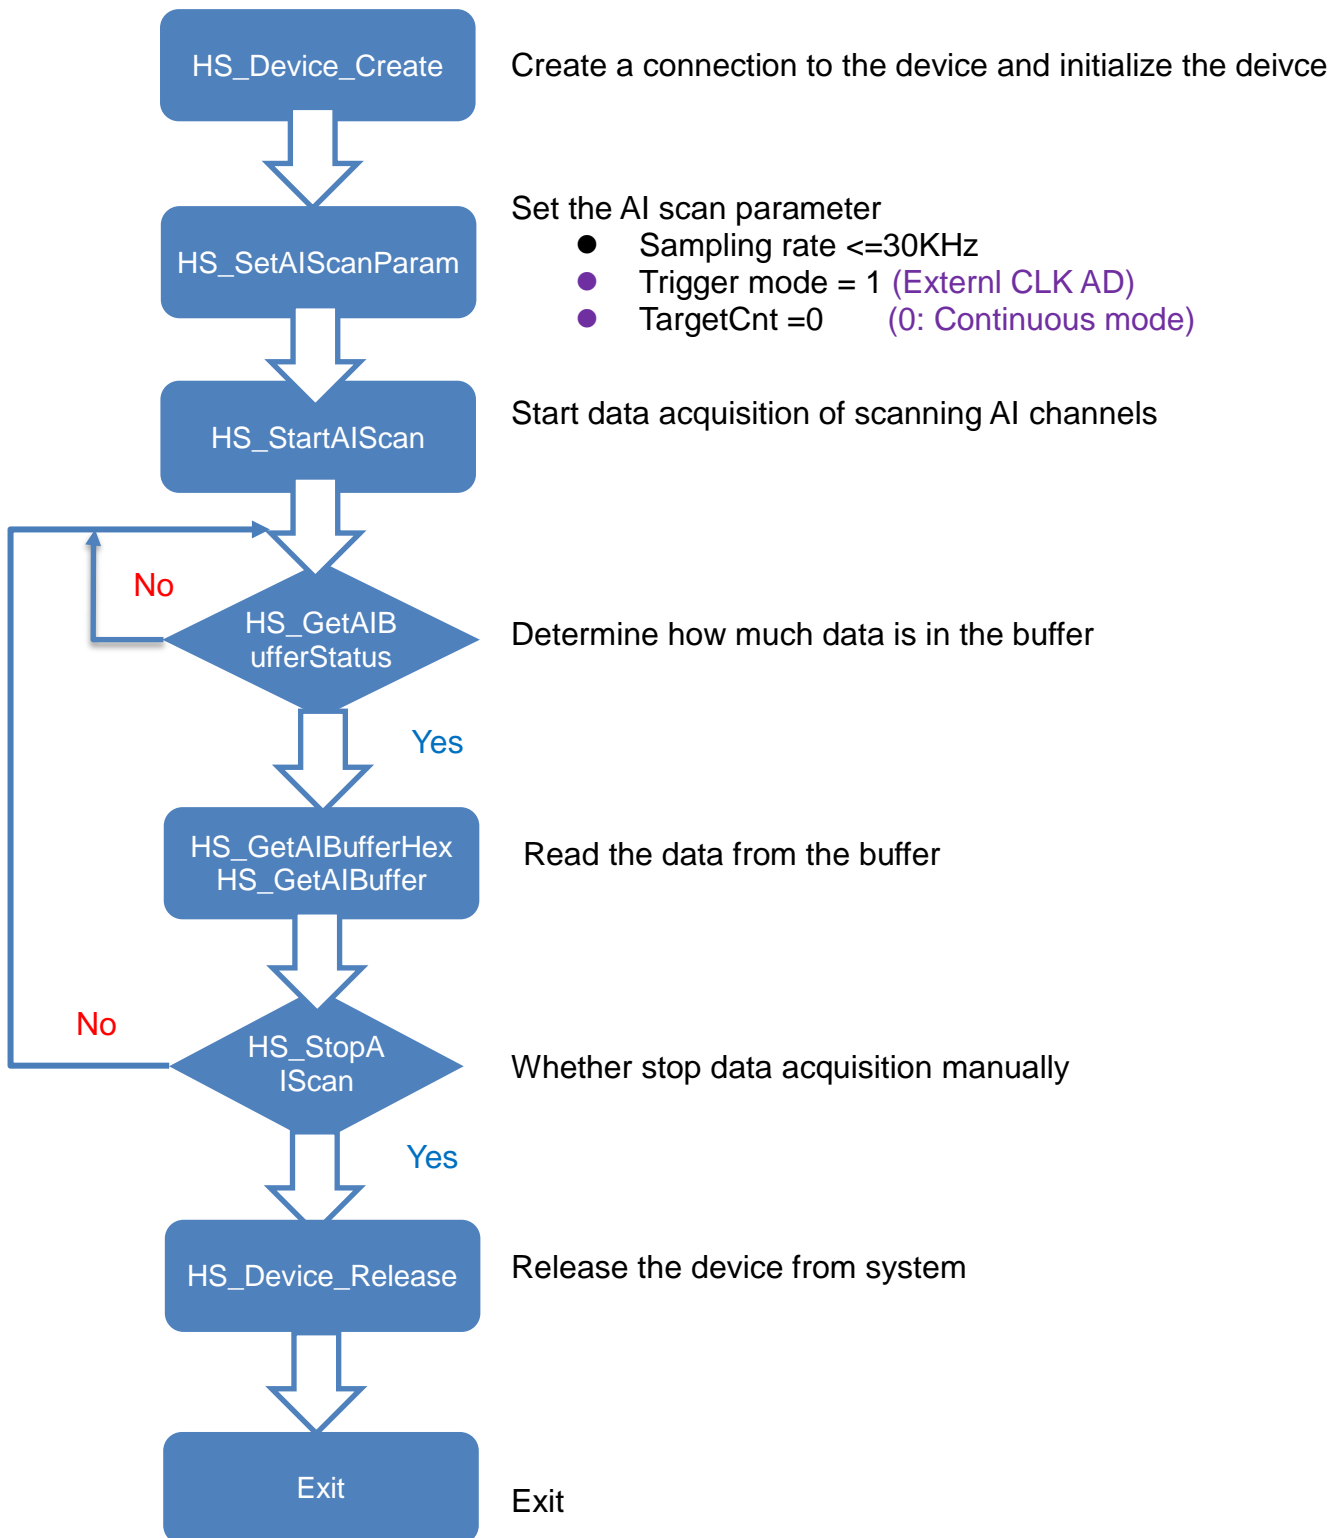 HS_Device_Create
Create a connection to the device and initialize the deivce
HS_SetAIScanParam
Set the AI scan parameter
● Sampling rate <=30KHz
● Trigger mode = 1 (Externl CLK AD)
● TargetCnt =0 (0: Continuous mode)
HS_StartAIScan
Start data acquisition of scanning AI channels
No
HS_GetAIB
ufferStatus
Determine how much data is in the buffer
Yes
HS_GetAIBufferHex
HS_GetAIBuffer
Read the data from the buffer
No
HS_StopA
IScan
Whether stop data acquisition manually
Yes
HS_Device_Release
Release the device from system
Exit
Exit